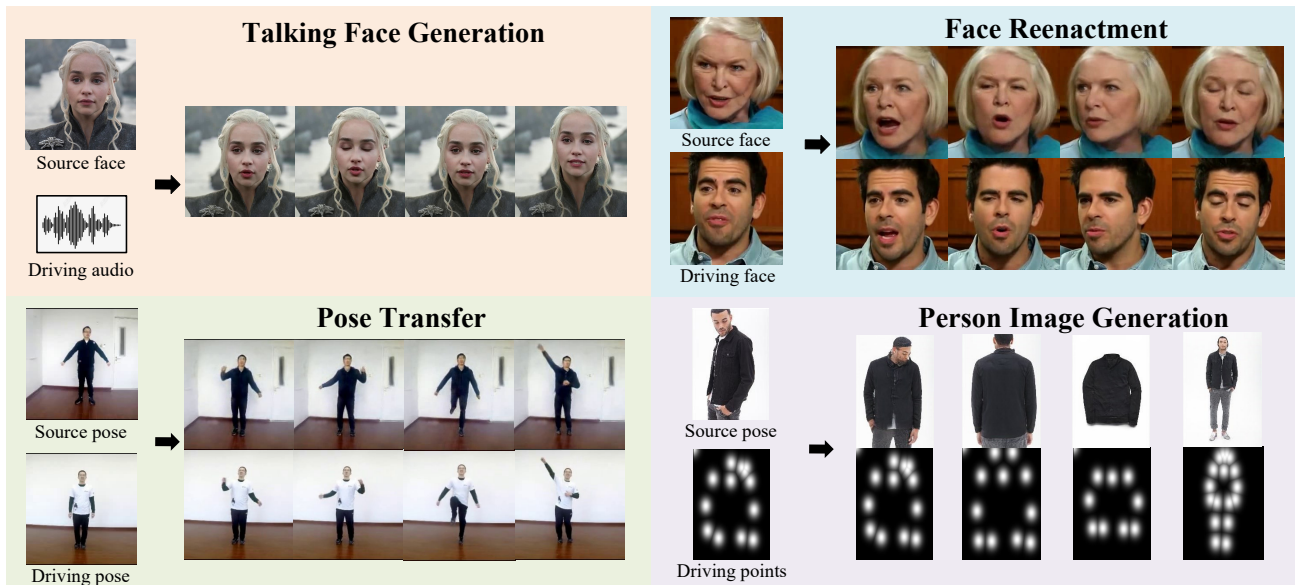 Talking Face Generation
Source face
Driving audio
Face Reenactment
Source face
Driving face
Pose Transfer
Source pose
Driving pose
Person Image Generation
Source pose
Driving points